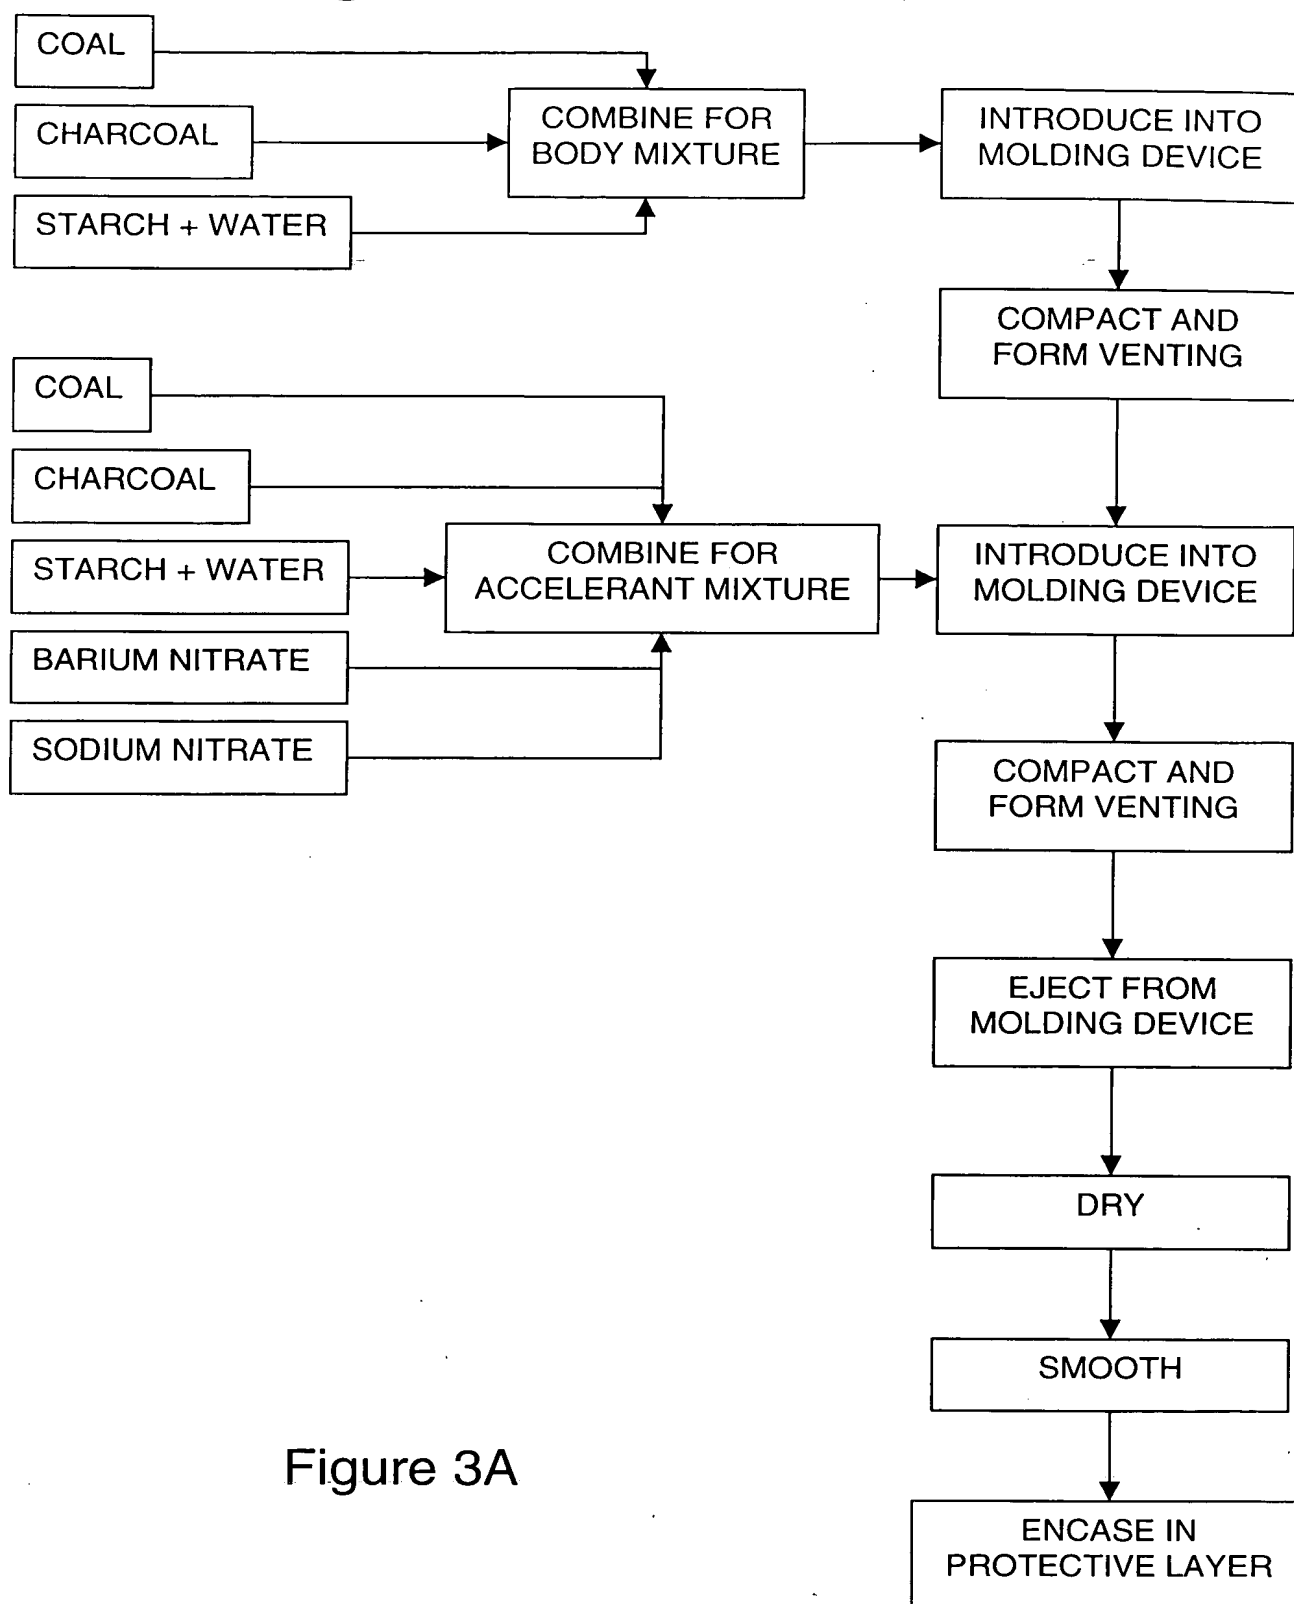 COAL
CHARCOAL
STARCH + WATER
COMBINE FOR
BODY MIXTURE
INTRODUCE INTO
MOLDING DEVICE
COMPACT AND
FORM VENTING
COAL
CHARCOAL
STARCH + WATER
BARIUM NITRATE
SODIUM NITRATE
COMBINE FOR
ACCELERANT MIXTURE
INTRODUCE INTO
MOLDING DEVICE
COMPACT AND
FORM VENTING
EJECT FROM
MOLDING DEVICE
DRY
SMOOTH
ENCASE IN
PROTECTIVE LAYER
Figure 3A